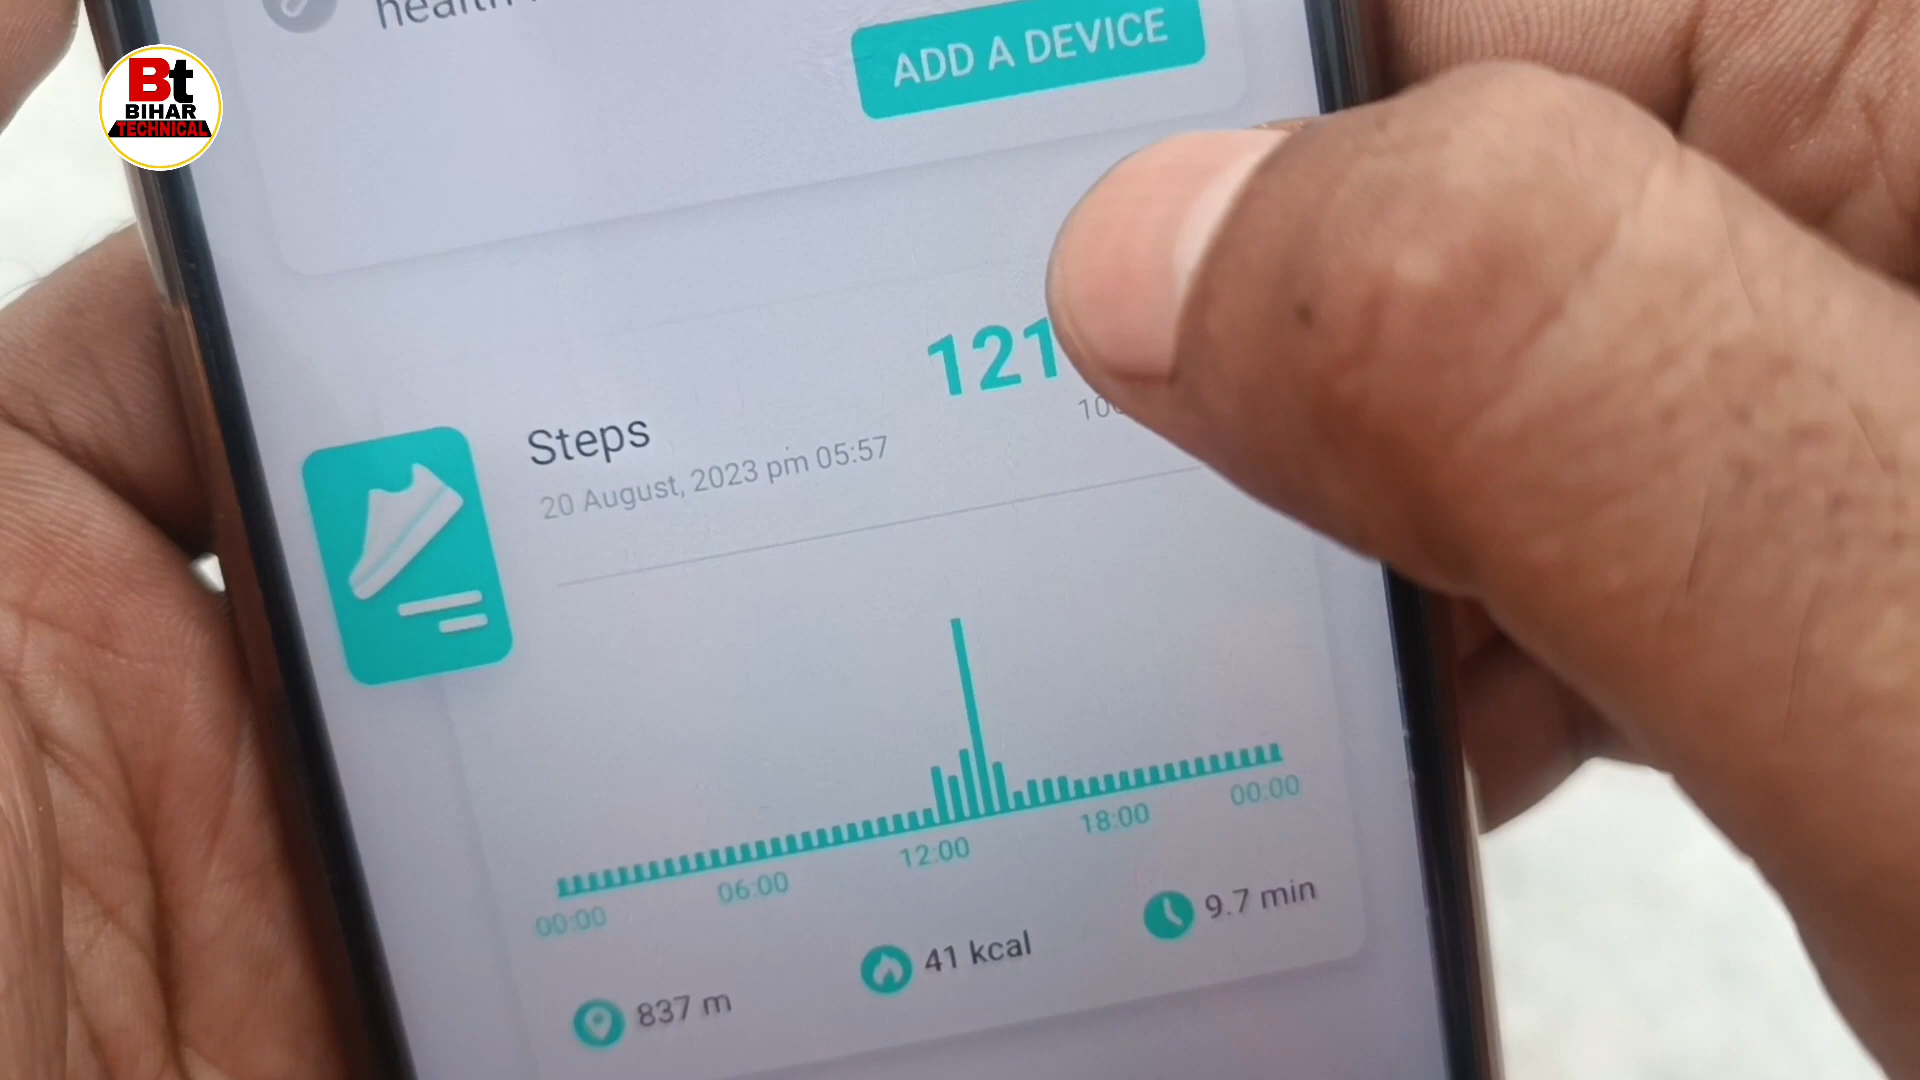 Bt
BIHAR
TECHNICAL
ADD A DEVICE
121
Steps
20 August, 2023 pm 05:57
00:00
06:00
12:00
18:00
00:00
837 m
41 kcal
9.7 min